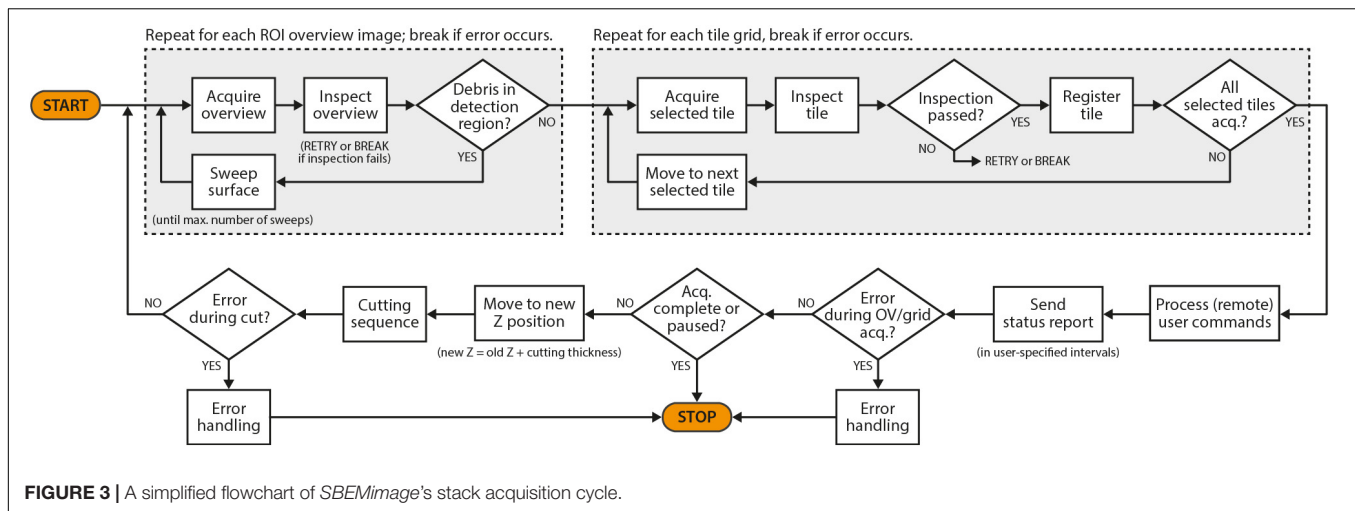 Repeat for each ROI overview image; break if error occurs.
Repeat for each tile grid, break if error occurs.
START
Acquire
overview
Inspect
overview
(RETRY or BREAK
if inspection fails)
Debris in
detection
region?
NO
YES
Sweep
surface
(until max. number of sweeps)
Acquire
selected tile
Inspect
tile
Inspection
passed?
YES
NO
RETRY or BREAK
Register
tile
All
selected tiles
acq.?
YES
NO
Move to next
selected tile
Process (remote)
user commands
Send
status report
(in user-specified intervals)
Error
during OV/grid
acq.?
NO
YES
Error
handling
Acq.
complete or
paused?
NO
YES
STOP
Move to new
Z position
(new Z = old Z + cutting thickness)
Cutting
sequence
Error
during cut?
NO
YES
Error
handling
FIGURE 3 | A simplified flowchart of SBEMimage's stack acquisition cycle.